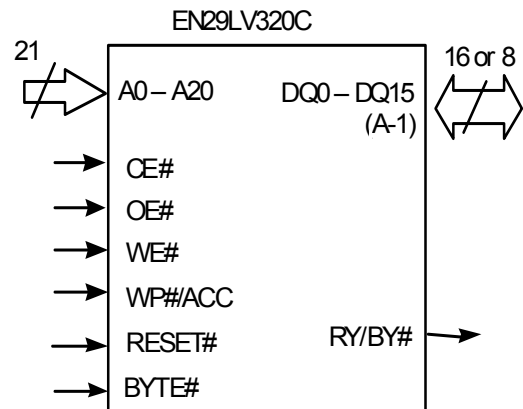 EN29LV320C
21
16 or 8
A0 – A20
DQ0 – DQ15
(A-1)
CE#
OE#
WE#
WP#/ACC
RESET#
RY/BY#
BYTE#